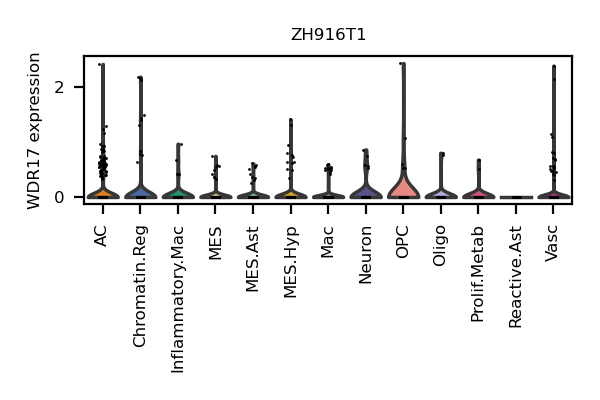 ZH916T1
WDR17 expression
2
0
AC
Chromatin.Reg
Inflammatory.Mac
MES
MES.Ast
MES.Hyp
Mac
Neuron
OPC
Oligo
Prolif.Metab
Reactive.Ast
Vasc